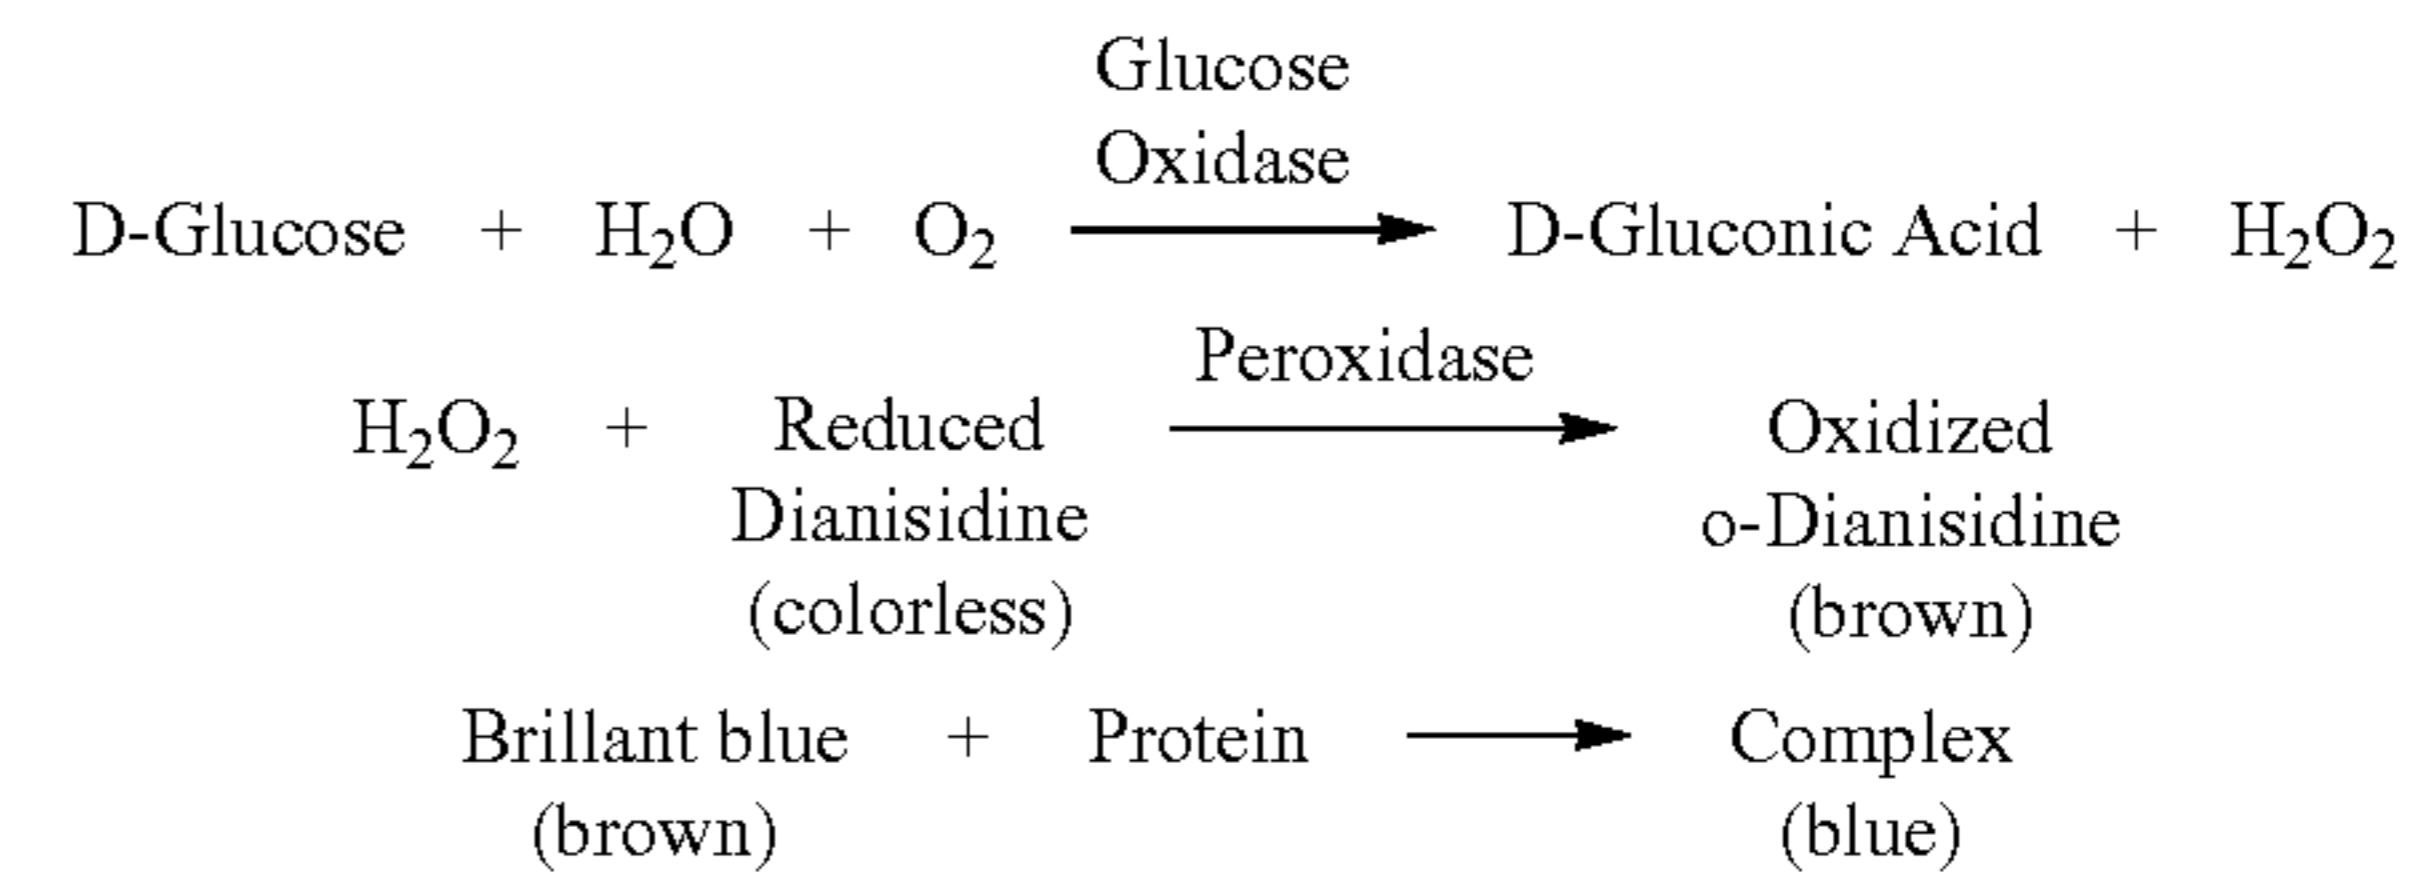 Glucose
Oxidase
D-Glucose + H₂O + O₂ → D-Gluconic Acid + H₂O₂
Peroxidase
H₂O₂ + Reduced → Oxidized
Dianisidine o-Dianisidine
(colorless) (brown)
Brillant blue + Protein → Complex
(brown) (blue)